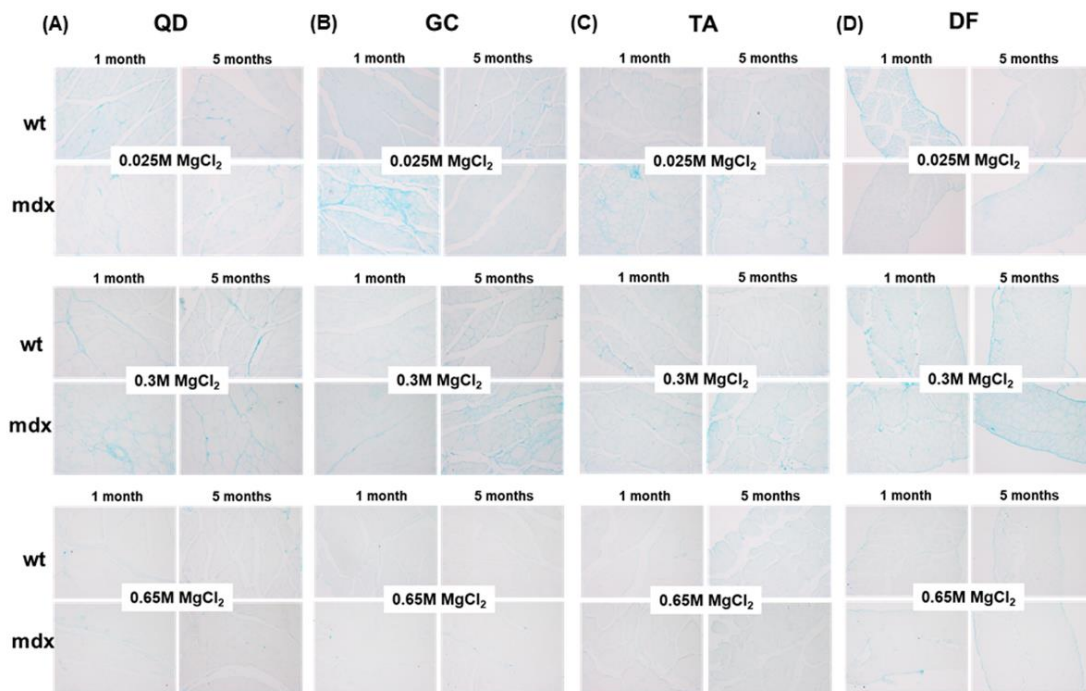 (A) QD (B) GC (C) TA (D) DF
1 month 5 months 1 month 5 months 1 month 5 months 1 month 5 months
wt
0.025M MgCl₂ 0.025M MgCl₂ 0.025M MgCl₂ 0.025M MgCl₂
mdx
1 month 5 months 1 month 5 months 1 month 5 months 1 month 5 months
wt
0.3M MgCl₂ 0.3M MgCl₂ 0.3M MgCl₂ 0.3M MgCl₂
mdx
1 month 5 months 1 month 5 months 1 month 5 months 1 month 5 months
wt
0.65M MgCl₂ 0.65M MgCl₂ 0.65M MgCl₂ 0.65M MgCl₂
mdx